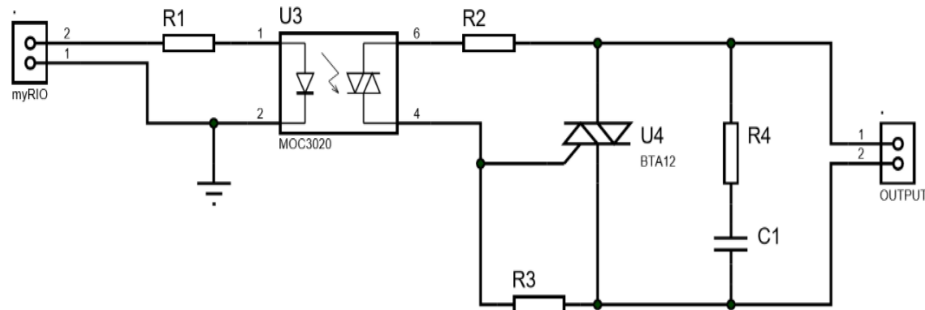 U3
R1
R2
2
1
6
1
myRIO
2
4
MOC3020
U4
BTA12
R4
1
2
OUTPUT
C1
R3